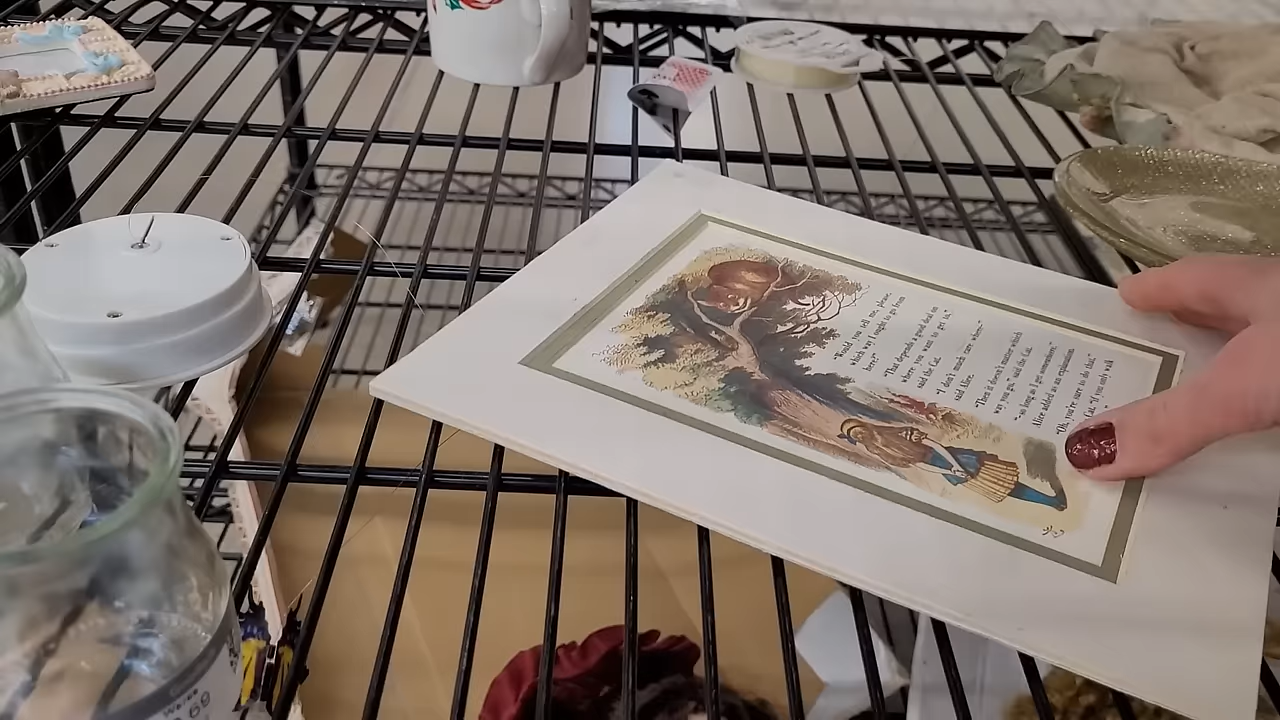 "Would you tell me, please,
which way I ought to go from
here?"
"That depends a good deal on
where you want to get to,"
said the Cat.
"I don't much care where—"
said Alice.
"Then it doesn't matter which
way you go," said the Cat.
"—so long as I get somewhere,"
Alice added as an explanation.
"Oh, you're sure to do that,"
Cat, "if you only walk